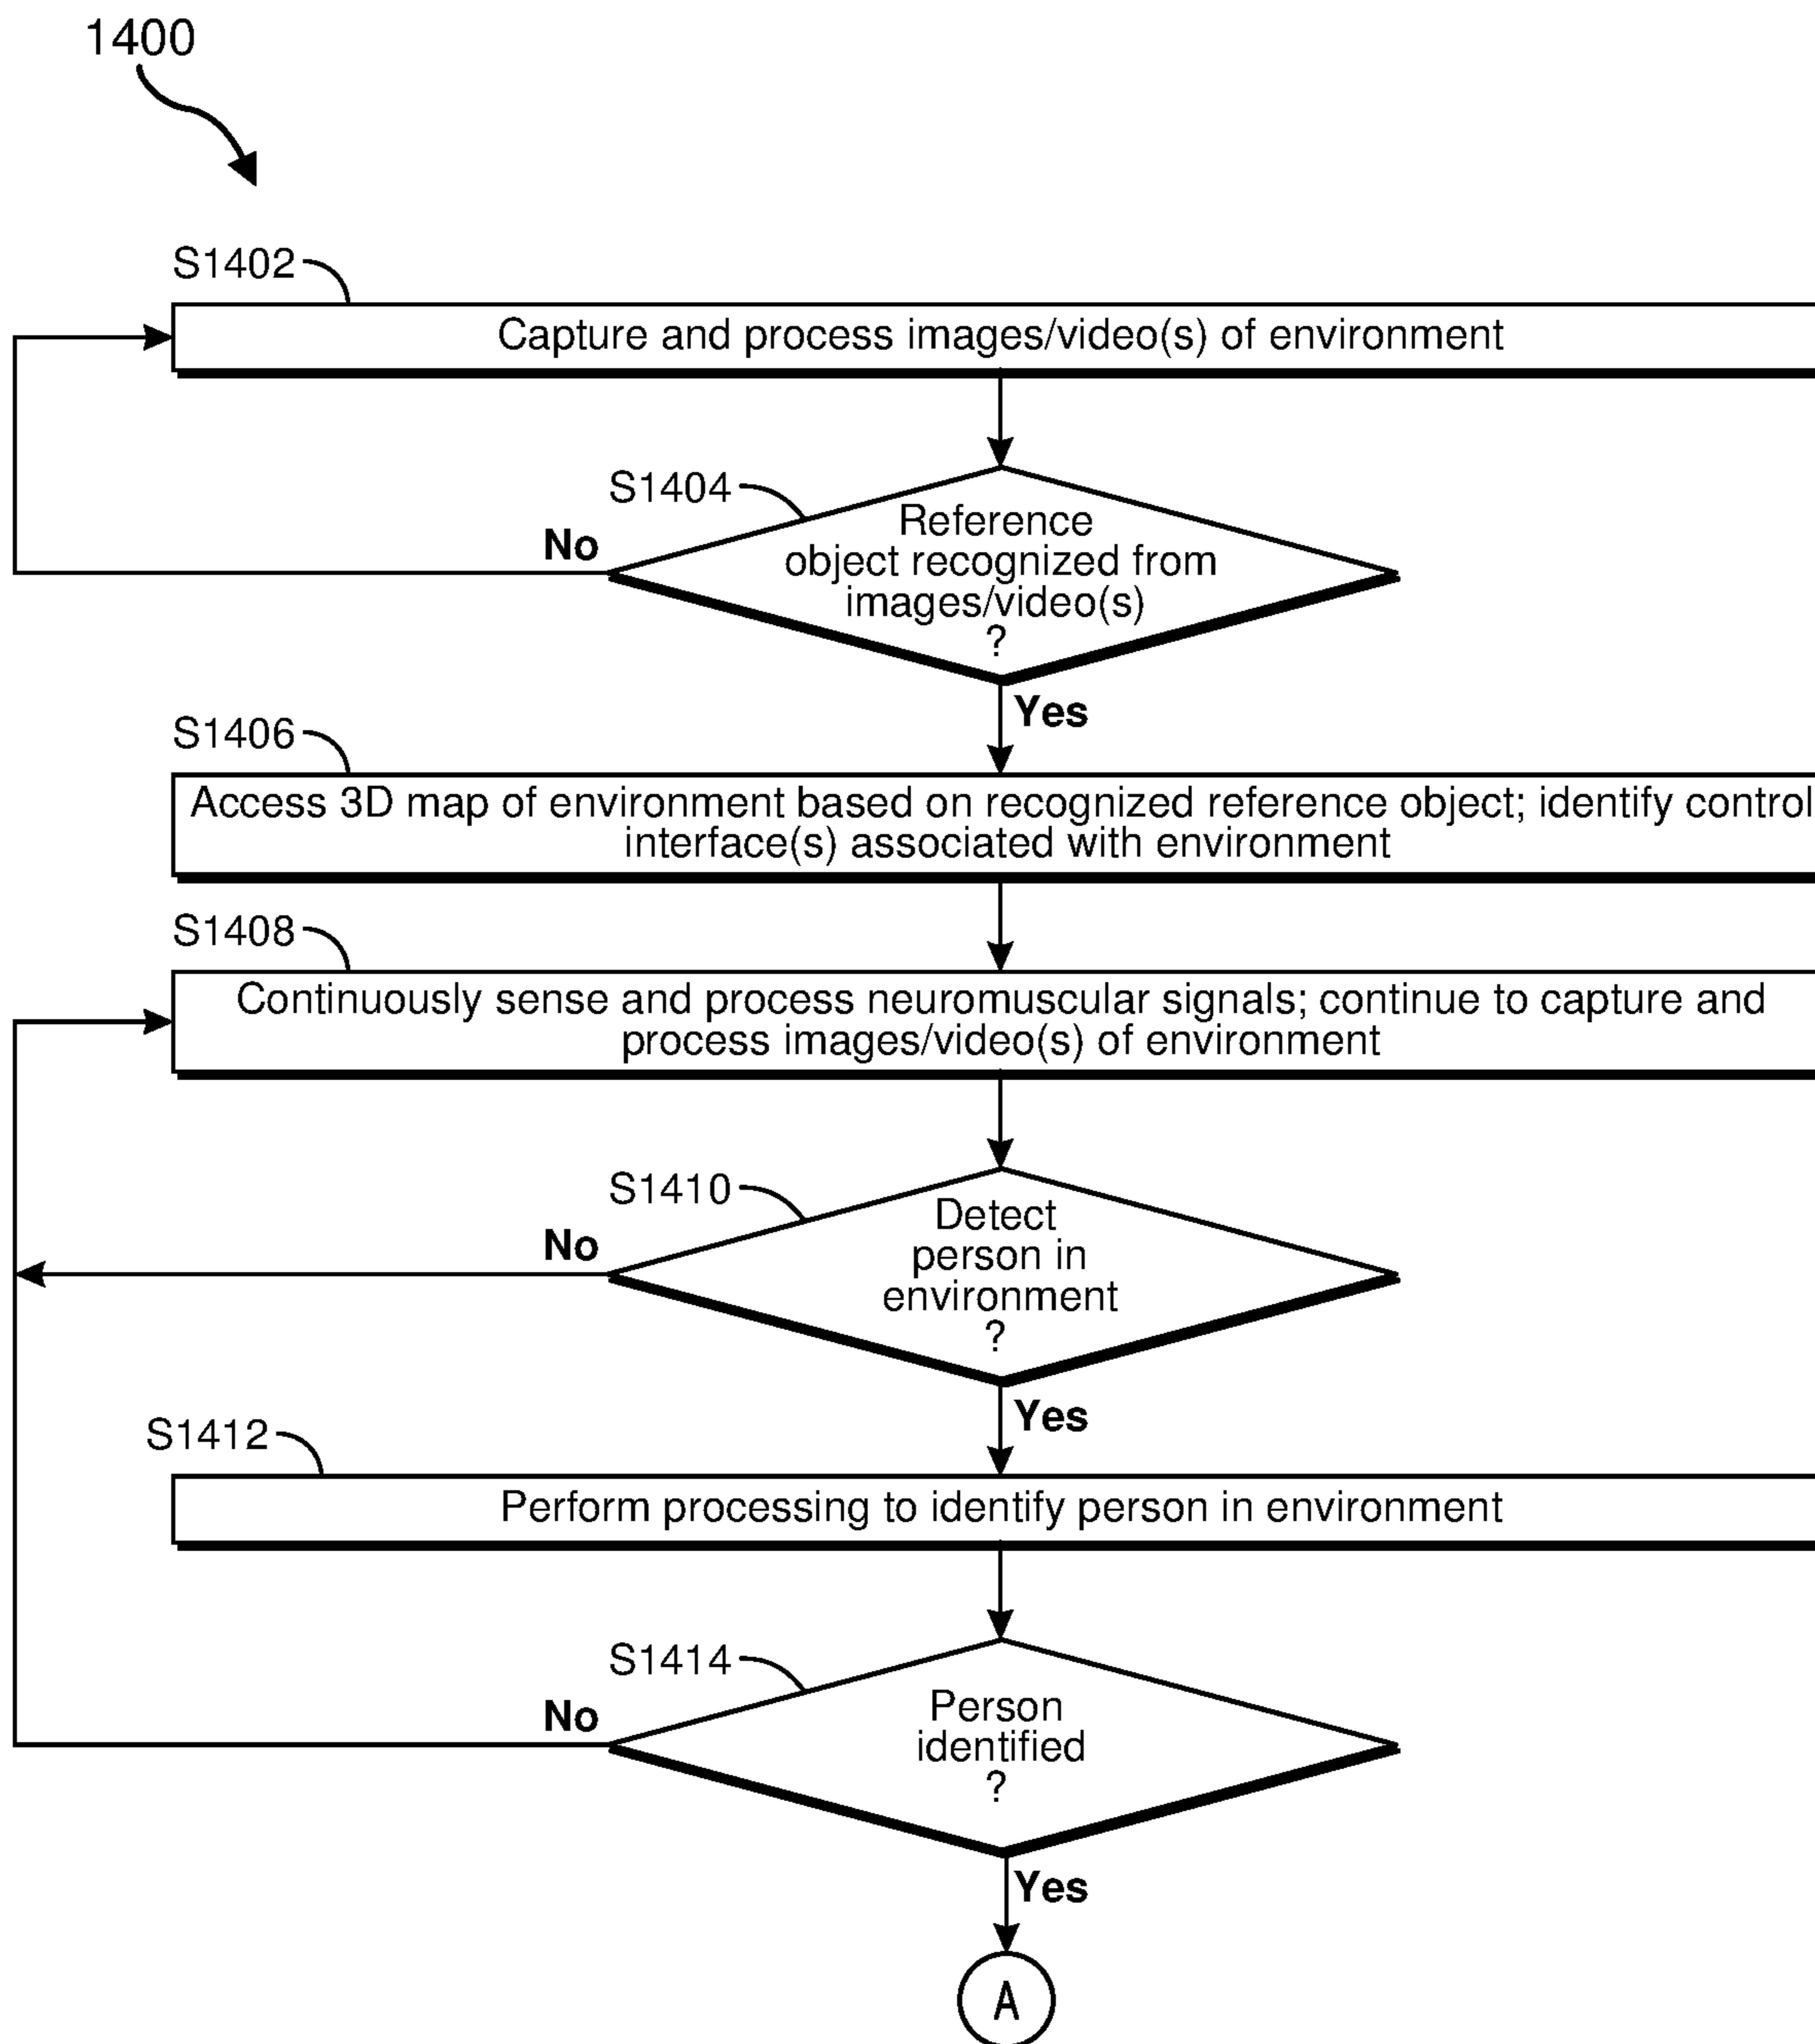 1400
S1402
Capture and process images/video(s) of environment
S1404
No
Reference
object recognized from
images/video(s)
?
Yes
S1406
Access 3D map of environment based on recognized reference object; identify control
interface(s) associated with environment
S1408
Continuously sense and process neuromuscular signals; continue to capture and
process images/video(s) of environment
S1410
No
Detect
person in
environment
?
Yes
S1412
Perform processing to identify person in environment
S1414
No
Person
identified
?
Yes
A